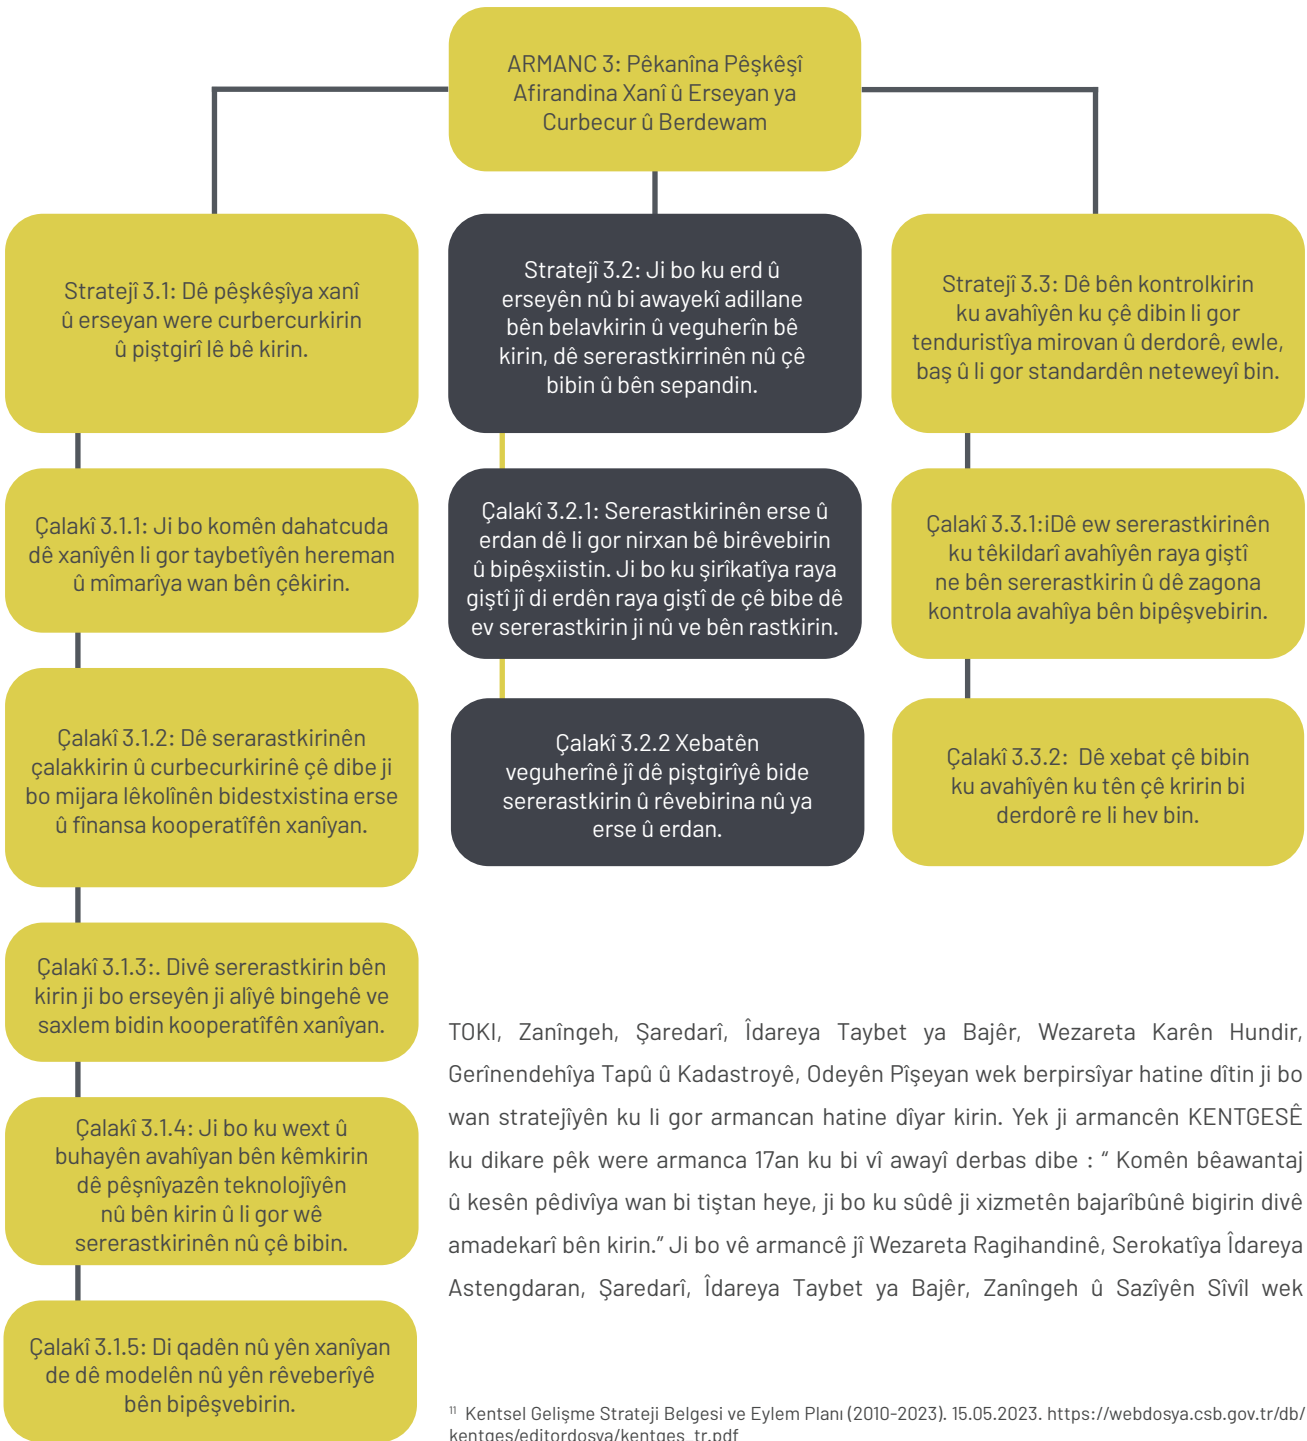 ARMANC 3: Pêkanîna Pêşkêşî
Afirandina Xanî û Erseyan ya
Curbecur û Berdewam
Stratejî 3.1: Dê pêşkêşîya xanî
û erseyan were curbercurkirin
û piştgirî lê bê kirin.
Çalakî 3.1.1: Ji bo komên dahatcuda
dê xanîyên li gor taybetîyên hereman
û mîmarîya wan bên çêkirin.
Çalakî 3.1.2: Dê serarastkirinên
çalakkirin û curbecurkirinê çê dibe ji
bo mijara lêkolînên bidestxistina erse
û fînansa kooperatîfên xanîyan.
Çalakî 3.1.3:. Divê sererastkirin bên
kirin ji bo erseyên ji alîyê bingehê ve
saxlem bidin kooperatîfên xanîyan.
Çalakî 3.1.4: Ji bo ku wext û
buhayên avahîyan bên kêmkirin
dê pêşnîyazên teknolojîyên
nû bên kirin û li gor wê
sererastkirinên nû çê bibin.
Çalakî 3.1.5: Di qadên nû yên xanîyan
de dê modelên nû yên rêveberîyê
bên bipêşvebirin.
Stratejî 3.2: Ji bo ku erd û
erseyên nû bi awayekî adillane
bên belavkirin û veguherîn bê
kirin, dê sererastkirrinên nû çê
bibin û bên sepandin.
Çalakî 3.2.1: Sererastkirinên erse û
erdan dê li gor nirxan bê birêvebirin
û bipêşxiistin. Ji bo ku şirîkatîya raya
giştî jî di erdên raya giştî de çê bibe dê
ev sererastkirin ji nû ve bên rastkirin.
Çalakî 3.2.2 Xebatên
veguherînê jî dê piştgirîyê bide
sererastkirin û rêvebirina nû ya
erse û erdan.
Stratejî 3.3: Dê bên kontrolkirin
ku avahîyên ku çê dibin li gor
tenduristîya mirovan û derdorê, ewle,
baş û li gor standardên neteweyî bin.
Çalakî 3.3.1:iDê ew sererastkirinên
ku têkildarî avahîyên raya giştî
ne bên sererastkirin û dê zagona
kontrola avahîya bên bipêşvebirin.
Çalakî 3.3.2: Dê xebat çê bibin
ku avahîyên ku tên çê kririn bi
derdorê re li hev bin.
TOKI, Zanîngeh, Şaredarî, Îdareya Taybet ya Bajêr, Wezareta Karên Hundir,
Gerînendehîya Tapû û Kadastroyê, Odeyên Pîşeyan wek berpirsîyar hatine dîtin ji bo
wan stratejîyên ku li gor armancan hatine dîyar kirin. Yek ji armancên KENTGESÊ
ku dikare pêk were armanca 17an ku bi vî awayî derbas dibe : “ Komên bêawantaj
û kesên pêdivîya wan bi tiştan heye, ji bo ku sûdê ji xizmetên bajarîbûnê bigirin divê
amadekarî bên kirin.” Ji bo vê armancê jî Wezareta Ragihandinê, Serokatîya Îdareya
Astengdaran, Şaredarî, Îdareya Taybet ya Bajêr, Zanîngeh û Sazîyên Sîvîl wek
11 Kentsel Gelişme Strateji Belgesi ve Eylem Planı (2010-2023). 15.05.2023. https://webdosya.csb.gov.tr/db/
kentges/editordosya/kentges_tr.pdf